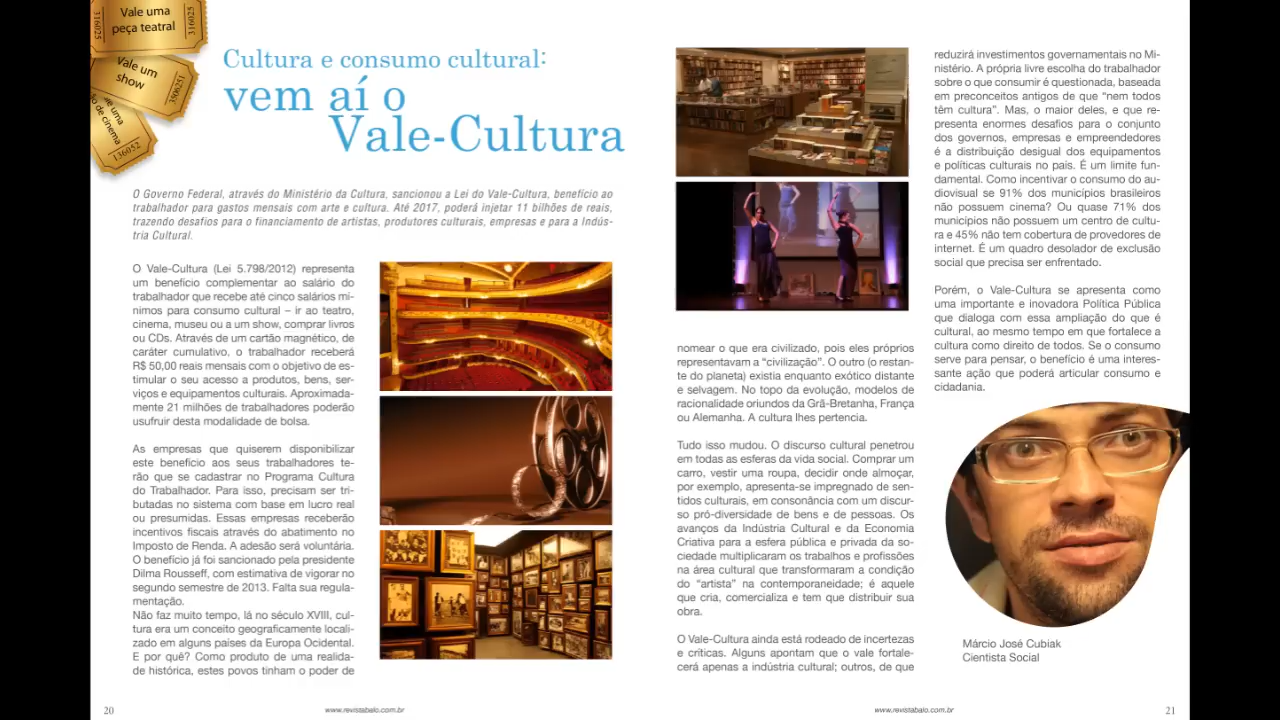 316025
Vale uma
peça teatral
316025
Vale um
show
350651
136052
Cultura e consumo cultural:
vem aí o
Vale-Cultura
O Governo Federal, através do Ministério da Cultura, sancionou a Lei do Vale-Cultura, benefício ao
trabalhador para gastos mensais com arte e cultura. Até 2017, poderá injetar 11 bilhões de reais,
trazendo desafios para o financiamento de artistas, produtores culturais, empresas e para a Indús-
tria Cultural.
O Vale-Cultura (Lei 5.798/2012) representa
um benefício complementar ao salário do
trabalhador que recebe até cinco salários mí-
nimos para consumo cultural – ir ao teatro,
cinema, museu ou a um show, comprar livros
ou CDs. Através de um cartão magnético, de
caráter cumulativo, o trabalhador receberá
R$ 50,00 reais mensais com o objetivo de es-
timular o seu acesso a produtos, bens, ser-
viços e equipamentos culturais. Aproximada-
mente 21 milhões de trabalhadores poderão
usufruir desta modalidade de bolsa.
As empresas que quiserem disponibilizar
este benefício aos seus trabalhadores te-
rão que se cadastrar no Programa Cultura
do Trabalhador. Para isso, precisam ser tri-
butadas no sistema com base em lucro real
ou presumidas. Essas empresas receberão
incentivos fiscais através do abatimento no
Imposto de Renda. A adesão será voluntária.
O benefício já foi sancionado pela presidente
Dilma Rousseff, com estimativa de vigorar no
segundo semestre de 2013. Falta sua regula-
mentação.
Não faz muito tempo, lá no século XVIII, cul-
tura era um conceito geograficamente locali-
zado em alguns países da Europa Ocidental.
E por quê? Como produto de uma realida-
de histórica, estes povos tinham o poder de
nomear o que era civilizado, pois eles próprios
representavam a “civilização”. O outro (o restan-
te do planeta) existia enquanto exótico distante
e selvagem. No topo da evolução, modelos de
racionalidade oriundos da Grã-Bretanha, França
ou Alemanha. A cultura lhes pertencia.
Tudo isso mudou. O discurso cultural penetrou
em todas as esferas da vida social. Comprar um
carro, vestir uma roupa, decidir onde almoçar,
por exemplo, apresenta-se impregnado de sen-
tidos culturais, em consonância com um discur-
so pró-diversidade de bens e de pessoas. Os
avanços da Indústria Cultural e da Economia
Criativa para a esfera pública e privada da so-
ciedade multiplicaram os trabalhos e profissões
na área cultural que transformaram a condição
do “artista” na contemporaneidade; é aquele
que cria, comercializa e tem que distribuir sua
obra.
O Vale-Cultura ainda está rodeado de incertezas
e críticas. Alguns apontam que o vale fortale-
cerá apenas a indústria cultural; outros, de que
reduzirá investimentos governamentais no Mi-
nistério. A própria livre escolha do trabalhador
sobre o que consumir é questionada, baseada
em preconceitos antigos de que “nem todos
têm cultura”. Mas, o maior deles, e que re-
presenta enormes desafios para o conjunto
dos governos, empresas e empreendedores
é a distribuição desigual dos equipamentos
e políticas culturais no país. É um limite fun-
damental. Como incentivar o consumo do au-
diovisual se 91% dos municípios brasileiros
não possuem cinema? Ou quase 71% dos
municípios não possuem um centro de cultu-
ra e 45% não tem cobertura de provedores de
internet. É um quadro desolador de exclusão
social que precisa ser enfrentado.
Porém, o Vale-Cultura se apresenta como
uma importante e inovadora Política Pública
que dialoga com essa ampliação do que é
cultural, ao mesmo tempo em que fortalece a
cultura como direito de todos. Se o consumo
serve para pensar, o benefício é uma interes-
sante ação que poderá articular consumo e
cidadania.
Márcio José Cubiak
Cientista Social
20
www.revistabalo.com.br
www.revistabalo.com.br
21